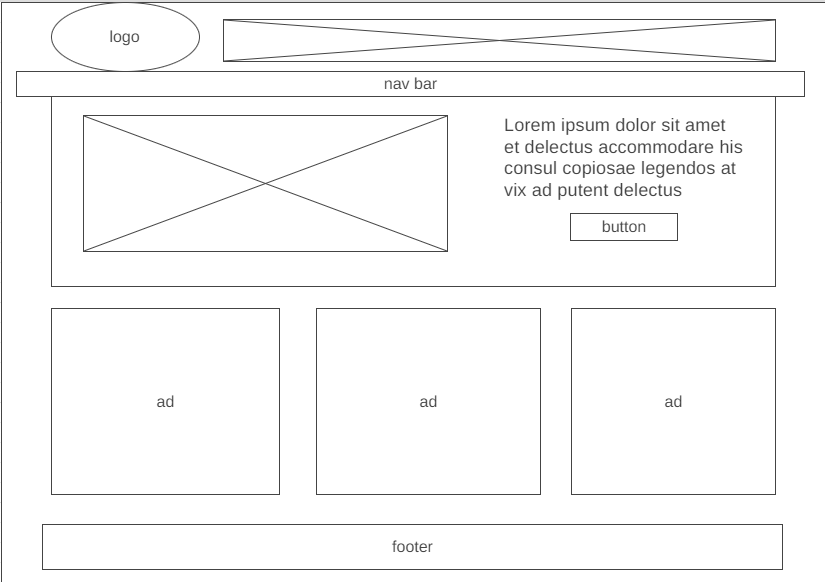 logo
nav bar
Lorem ipsum dolor sit amet
et delectus accommodare his
consul copiosae legendos at
vix ad putent delectus
button
ad
ad
ad
footer